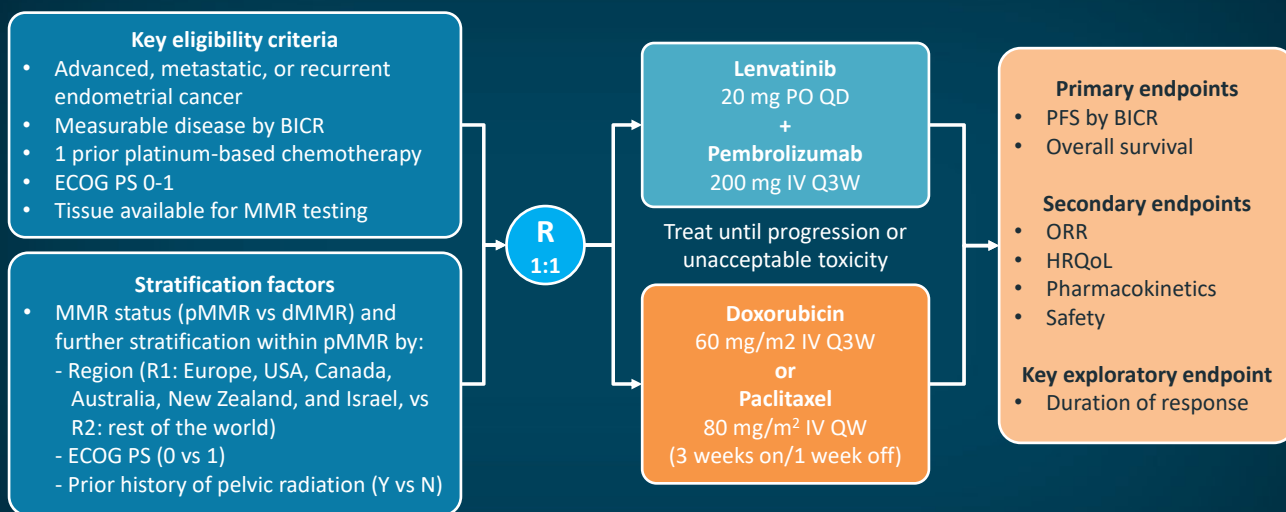 Key eligibility criteria
• Advanced, metastatic, or recurrent
endometrial cancer
• Measurable disease by BICR
• 1 prior platinum-based chemotherapy
• ECOG PS 0-1
• Tissue available for MMR testing
Stratification factors
• MMR status (pMMR vs dMMR) and
further stratification within pMMR by:
- Region (R1: Europe, USA, Canada,
Australia, New Zealand, and Israel, vs
R2: rest of the world)
- ECOG PS (0 vs 1)
- Prior history of pelvic radiation (Y vs N)
R
1:1
Lenvatinib
20 mg PO QD
+
Pembrolizumab
200 mg IV Q3W
Treat until progression or
unacceptable toxicity
Doxorubicin
60 mg/m2 IV Q3W
or
Paclitaxel
80 mg/m² IV QW
(3 weeks on/1 week off)
Primary endpoints
• PFS by BICR
• Overall survival
Secondary endpoints
• ORR
• HRQoL
• Pharmacokinetics
• Safety
Key exploratory endpoint
• Duration of response